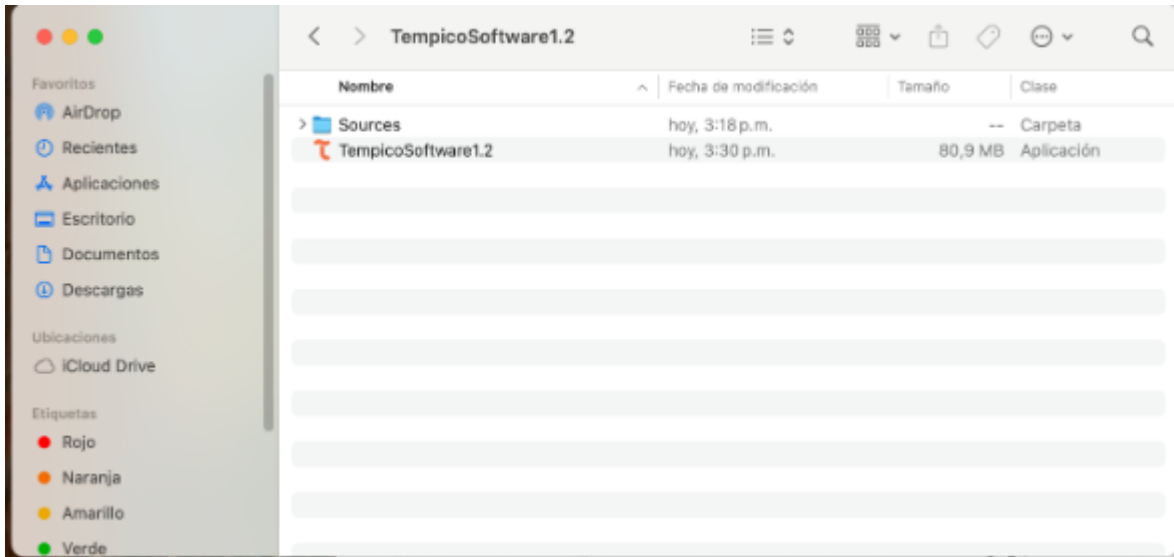 TempicoSoftware1.2
Favoritos
AirDrop
Recientes
Aplicaciones
Escritorio
Documentos
Descargas
Ubicaciones
iCloud Drive
Etiquetas
Rojo
Naranja
Amarillo
Verde
Nombre Fecha de modificación Tamaño Clase
Sources hoy, 3:18 p.m. -- Carpeta
TempicoSoftware1.2 hoy, 3:30 p.m. 80,9 MB Aplicación